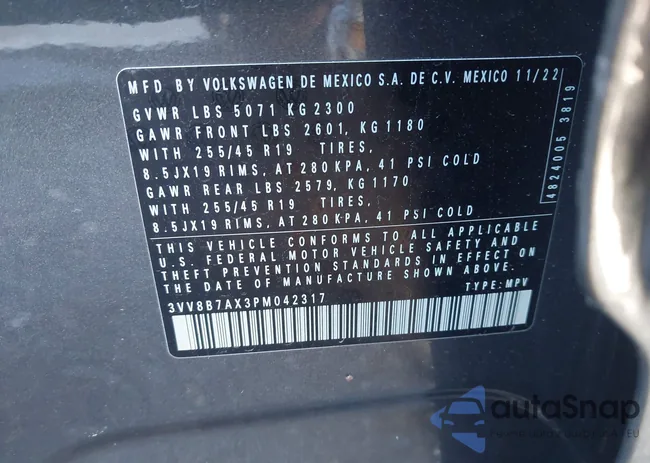 MFD BY VOLKSWAGEN DE MEXICO S.A. DE C.V. MEXICO 11/22
GVWR LBS 5071 KG 2300
GAWR FRONT LBS 2601, KG 1180
WITH 255/45 R19 TIRES,
8.5JX19 RIMS, AT 280 KPA, 41 PSI COLD
GAWR REAR LBS 2579, KG 1170
WITH 255/45 R19 TIRES,
8.5JX19 RIMS, AT 280 KPA, 41 PSI COLD
4824005 3819
THIS VEHICLE CONFORMS TO ALL APPLICABLE
U.S. FEDERAL MOTOR VEHICLE SAFETY AND
THEFT PREVENTION STANDARDS IN EFFECT ON
THE DATE OF MANUFACTURE SHOWN ABOVE.
3VV8B7AX3PM042317 TYPE: MPV
autoSnap